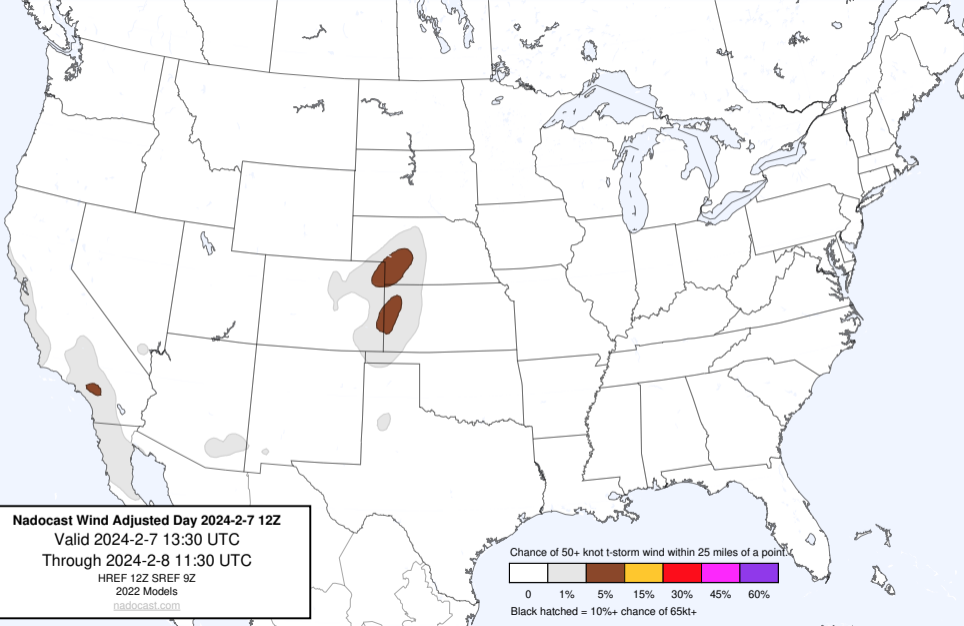 Nadocast Wind Adjusted Day 2024-2-7 12Z
Valid 2024-2-7 13:30 UTC
Through 2024-2-8 11:30 UTC
HREF 12Z SREF 9Z
2022 Models
nadocast.com
Chance of 50+ knot t-storm wind within 25 miles of a point.
0 1% 5% 15% 30% 45% 60%
Black hatched = 10%+ chance of 65kt+